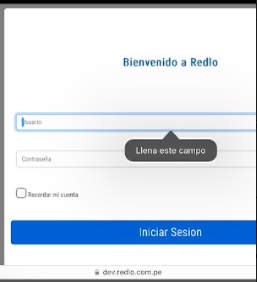 Bienvenido a Redlo
Usuario
Llena este campo
Contraseña
Recordar mi cuenta
Iniciar Sesion
dev.redlo.com.pe